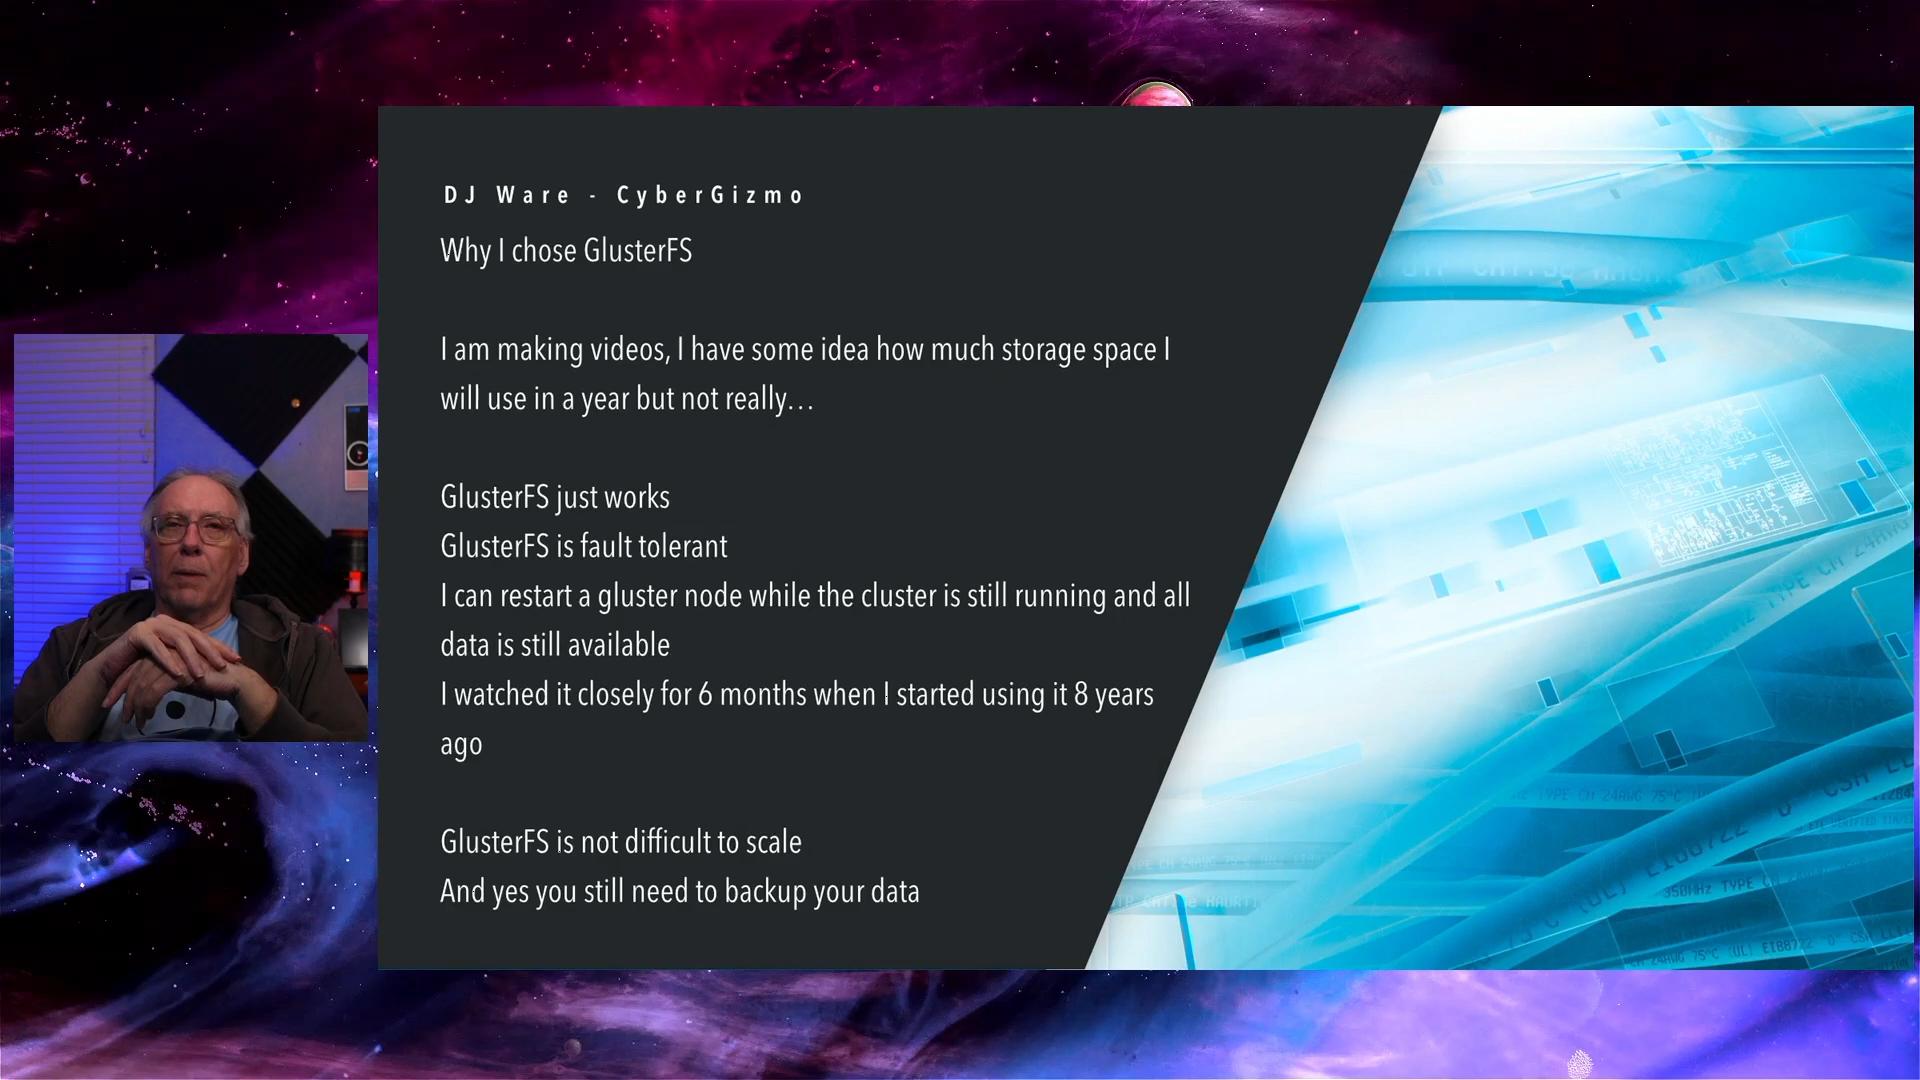 DJ Ware - CyberGizmo
Why I chose GlusterFS
I am making videos, I have some idea how much storage space I
will use in a year but not really…
GlusterFS just works
GlusterFS is fault tolerant
I can restart a gluster node while the cluster is still running and all
data is still available
I watched it closely for 6 months when I started using it 8 years
ago
GlusterFS is not difficult to scale
And yes you still need to backup your data